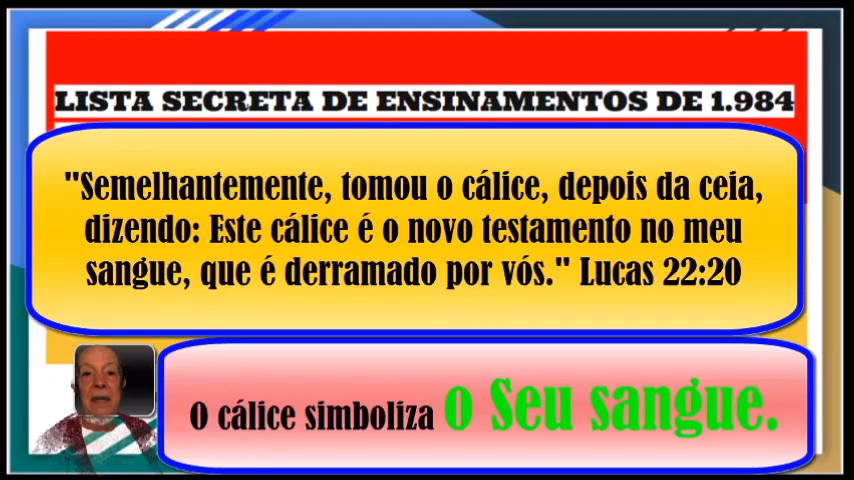 LISTA SECRETA DE ENSINAMENTOS DE 1.984
"Semelhantemente, tomou o cálice, depois da ceia,
dizendo: Este cálice é o novo testamento no meu
sangue, que é derramado por vós." Lucas 22:20
O cálice simboliza o Seu sangue.